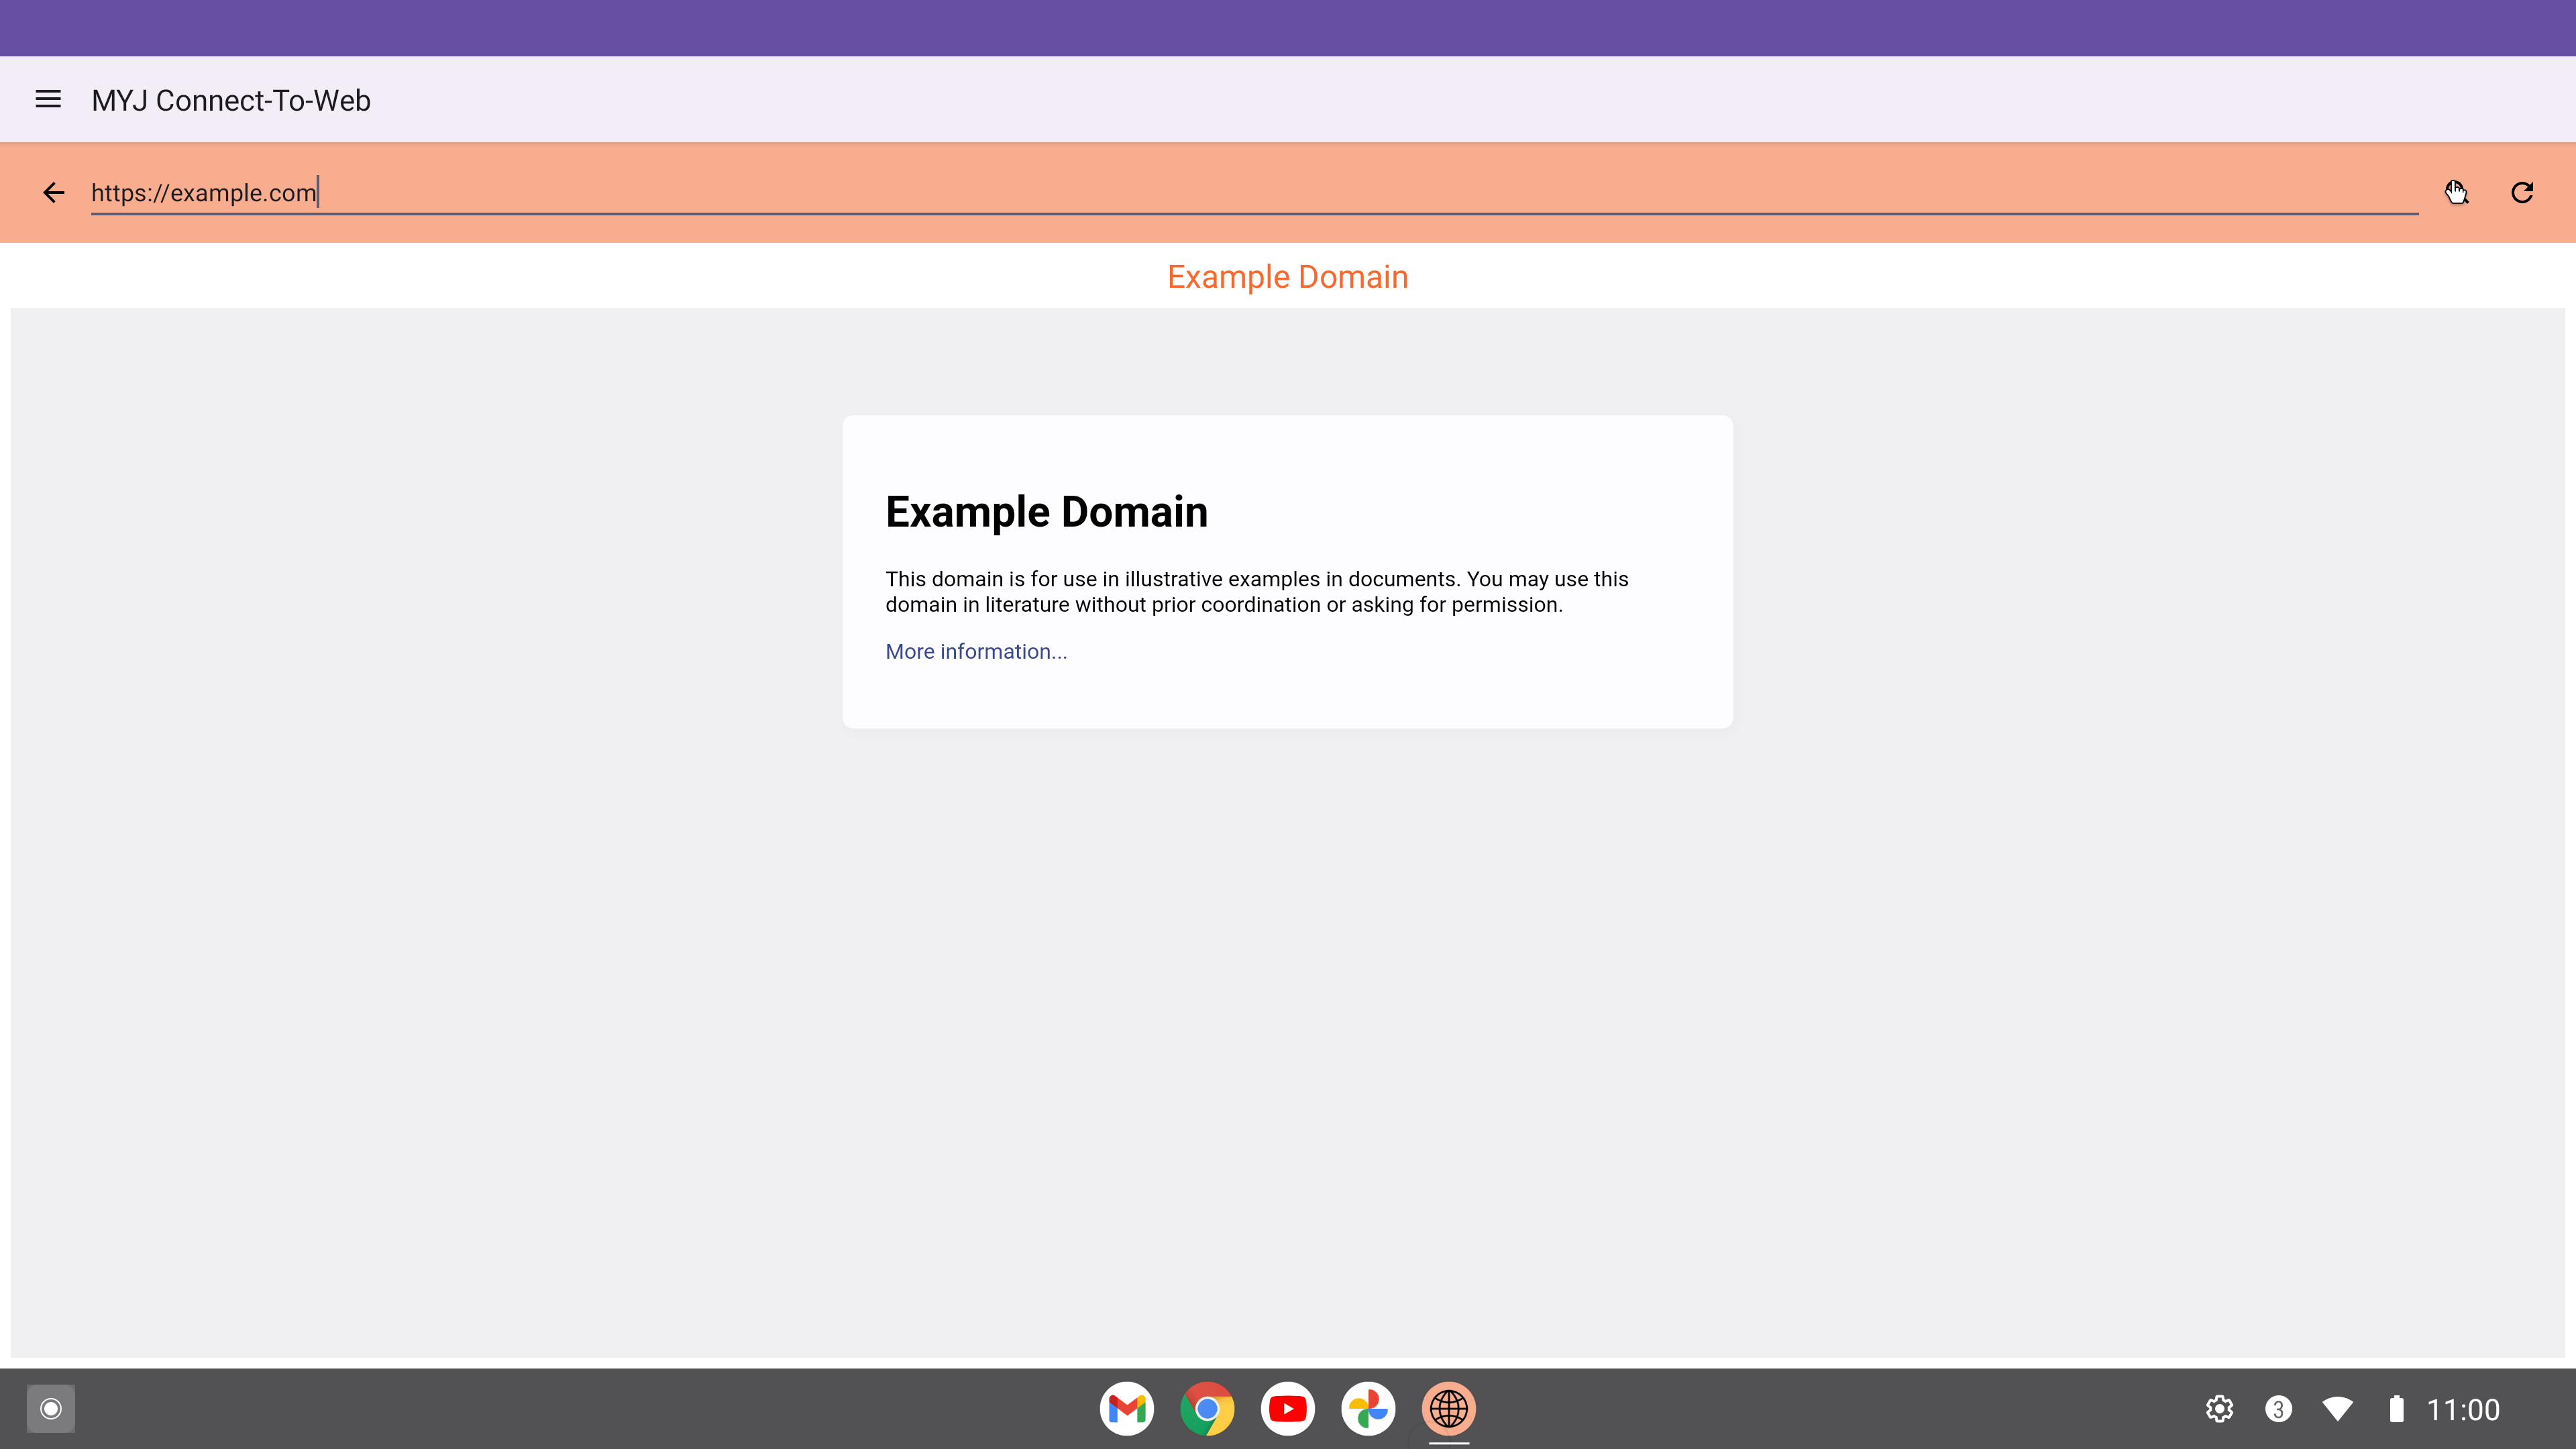 MYJ Connect-To-Web
https://example.com
Example Domain
Example Domain
This domain is for use in illustrative examples in documents. You may use this
domain in literature without prior coordination or asking for permission.
More information...
3 11:00